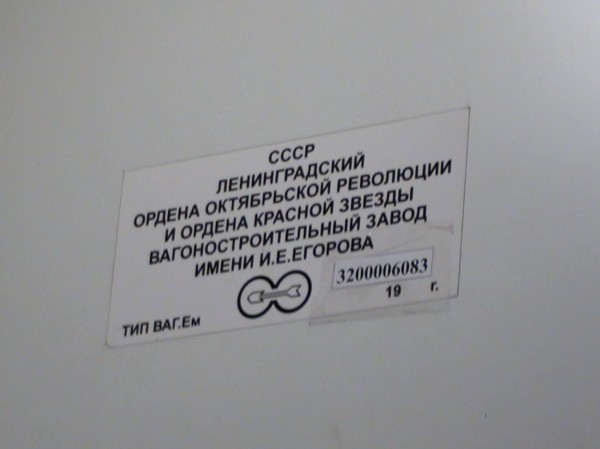 СССР
ЛЕНИНГРАДСКИЙ
ОРДЕНА ОКТЯБРЬСКОЙ РЕВОЛЮЦИИ
И ОРДЕНА КРАСНОЙ ЗВЕЗДЫ
ВАГОНОСТРОИТЕЛЬНЫЙ ЗАВОД
ИМЕНИ И.Е.ЕГОРОВА
3200006083
19 г.
ТИП ВАГ.Ем